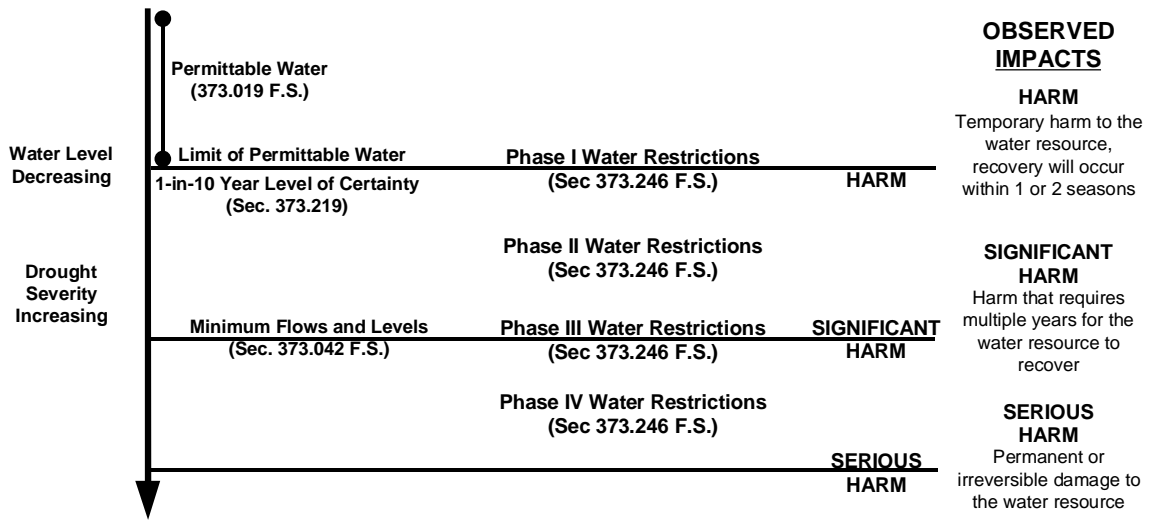 Permittable Water
(373.019 F.S.)
Water Level
Decreasing
Limit of Permittable Water
1-in-10 Year Level of Certainty
(Sec. 373.219)
Phase I Water Restrictions
(Sec 373.246 F.S.)
HARM
Phase II Water Restrictions
(Sec 373.246 F.S.)
Drought
Severity
Increasing
Minimum Flows and Levels
(Sec. 373.042 F.S.)
Phase III Water Restrictions
(Sec 373.246 F.S.)
SIGNIFICANT
HARM
Phase IV Water Restrictions
(Sec 373.246 F.S.)
SERIOUS
HARM
OBSERVED
IMPACTS
HARM
Temporary harm to the
water resource,
recovery will occur
within 1 or 2 seasons
SIGNIFICANT
HARM
Harm that requires
multiple years for the
water resource to
recover
SERIOUS
HARM
Permanent or
irreversible damage to
the water resource